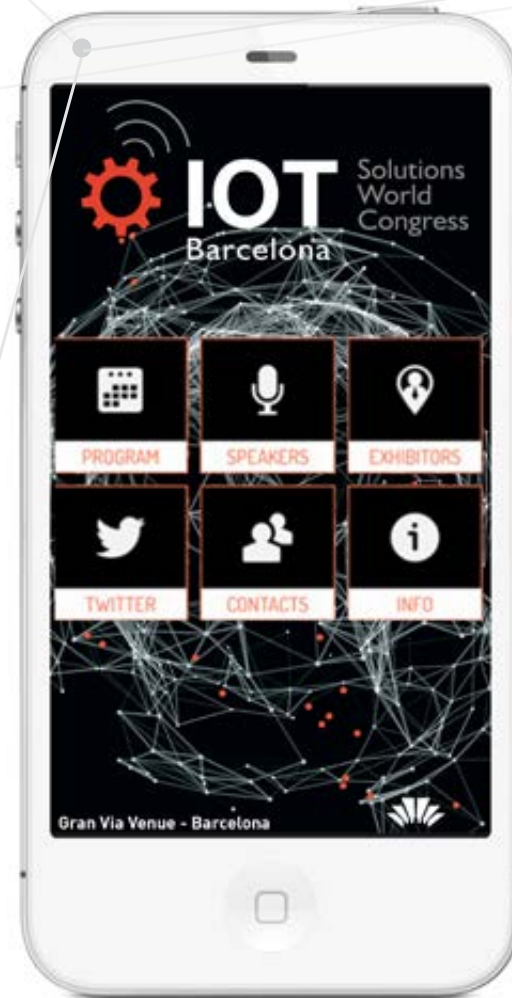 IOT
Solutions
World
Congress
Barcelona
PROGRAM
SPEAKERS
EXHIBITORS
TWITTER
CONTACTS
INFO
Gran Via Venue - Barcelona